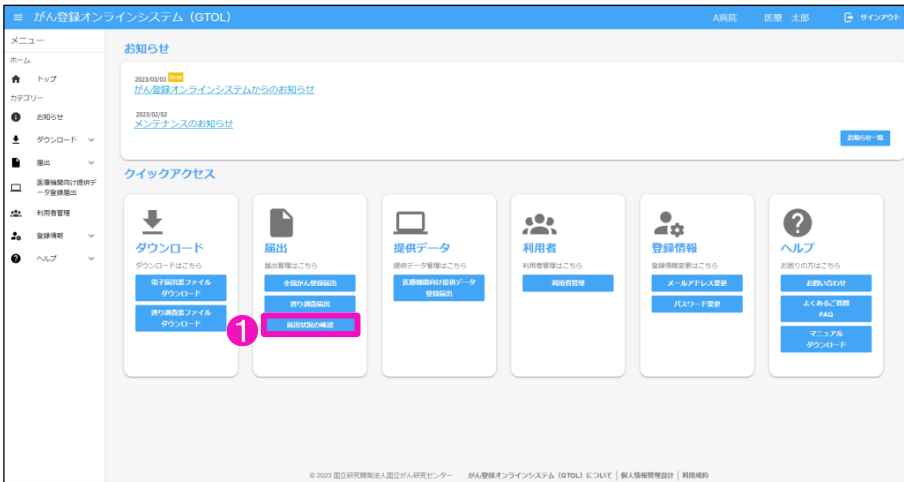 がん登録オンラインシステム（GTOL）
A病院 医療 太郎 サインアウト
メニュー
ホーム
トップ
カテゴリー
お知らせ
ダウンロード
届出
医療機関向け提供デ
ータ登録届出
利用者管理
登録情報
ヘルプ
お知らせ
2023/03/03 New
がん登録オンラインシステムからのお知らせ
2023/02/02
メンテナンスのお知らせ
お知らせ一覧
クイックアクセス
ダウンロード
ダウンロードはこちら
電子届出票ファイル
ダウンロード
遡り調査票ファイル
ダウンロード
届出
届出管理はこちら
全国がん登録届出
遡り調査届出
1
届出状況の確認
提供データ
提供データ管理はこちら
医療機関向け提供データ
登録届出
利用者
利用者管理はこちら
利用者管理
登録情報
登録情報変更はこちら
メールアドレス変更
パスワード変更
ヘルプ
お困りの方はこちら
お問い合わせ
よくあるご質問
FAQ
マニュアル
ダウンロード
© 2023 国立研究開発法人国立がん研究センター がん登録オンラインシステム（GTOL）について | 個人情報管理設計 | 利用規約